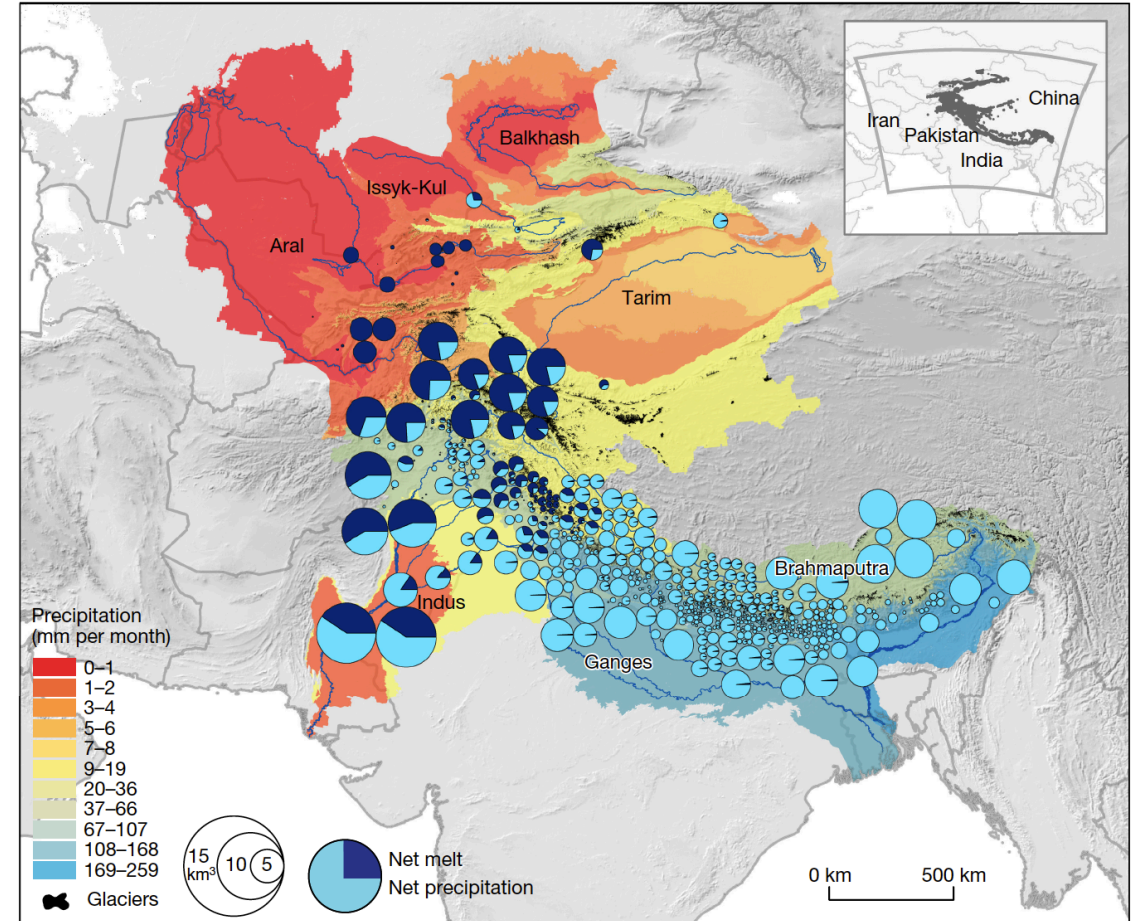 Balkhash
Issyk-Kul
Aral
Tarim
Indus
Ganges
Brahmaputra
China
Iran
Pakistan
India
Precipitation
(mm per month)
0–1
1–2
3–4
5–6
7–8
9–19
20–36
37–66
67–107
108–168
169–259
Glaciers
15
km³
10
5
Net melt
Net precipitation
0 km
500 km